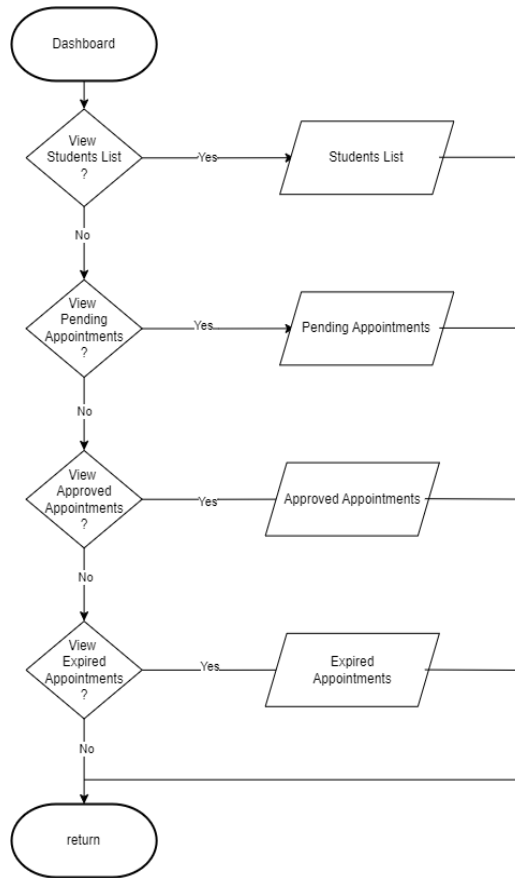 Dashboard
View
Students List
?
Yes
Students List
No
View
Pending
Appointments
?
Yes
Pending Appointments
No
View
Approved
Appointments
?
Yes
Approved Appointments
No
View
Expired
Appointments
?
Yes
Expired
Appointments
No
return